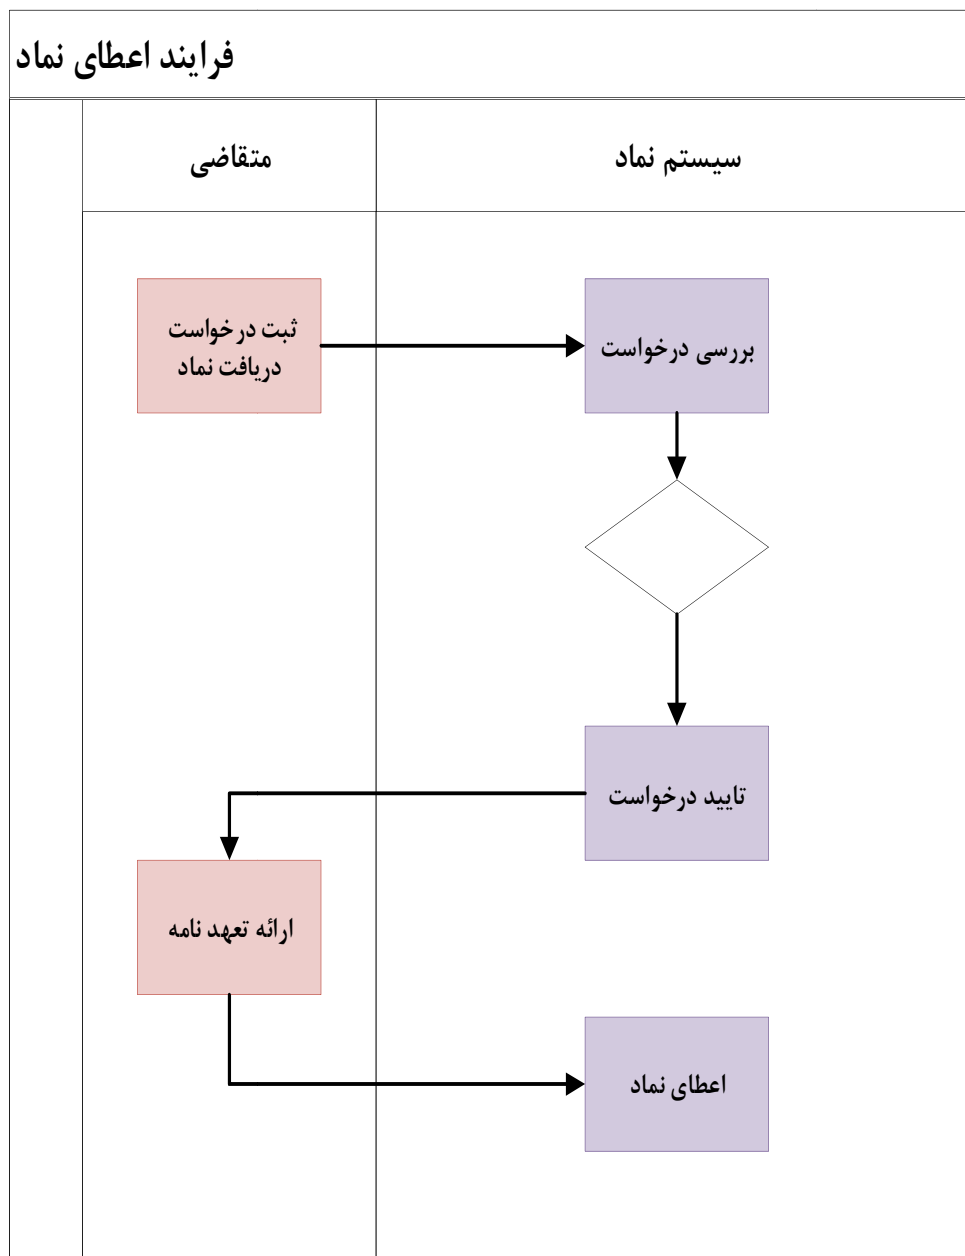 فرایند اعطای نماد
متقاضی
سیستم نماد
ثبت درخواست
دریافت نماد
بررسی درخواست
تایید درخواست
ارائه تعهد نامه
اعطای نماد